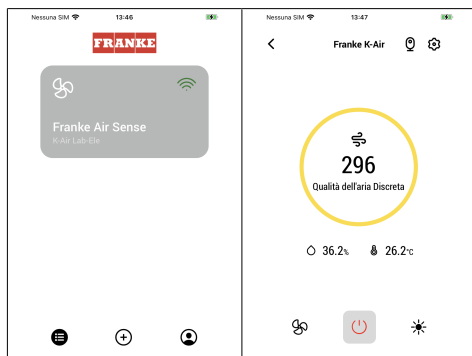 Nessuna SIM 13:46
FRANKE
Franke Air Sense
K-Air Lab-Ele
Nessuna SIM 13:47
Franke K-Air
296
Qualità dell'aria Discreta
36.2% 26.2°C